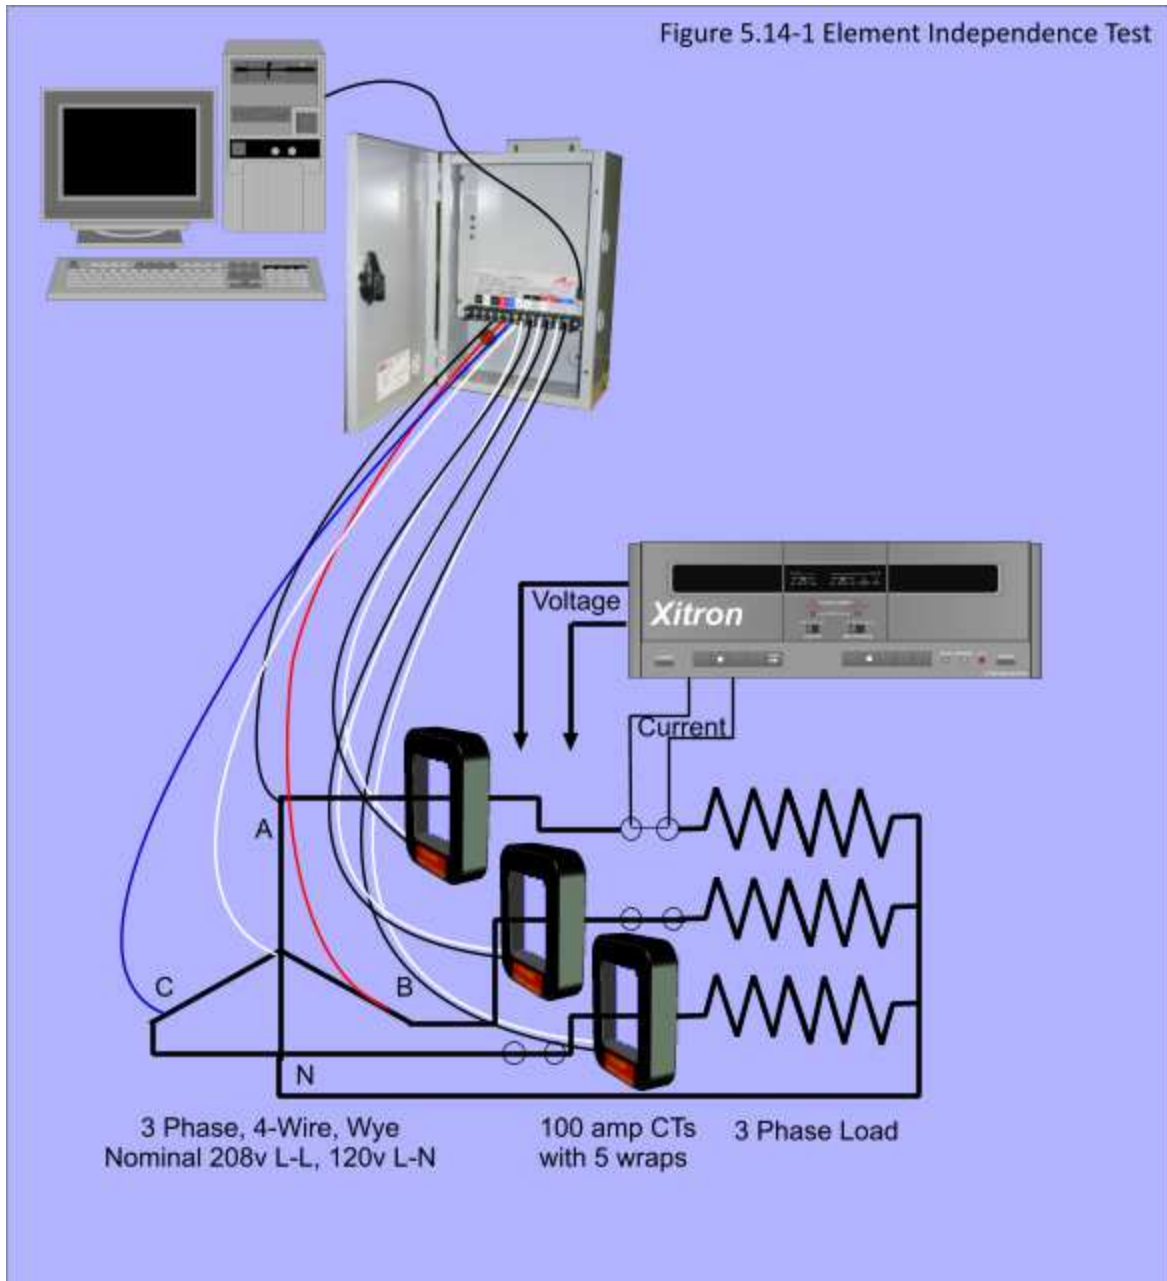 Figure 5.14-1 Element Independence Test
Voltage
Xitron
Current
A
C
B
N
3 Phase, 4-Wire, Wye
Nominal 208v L-L, 120v L-N
100 amp CTs
with 5 wraps
3 Phase Load